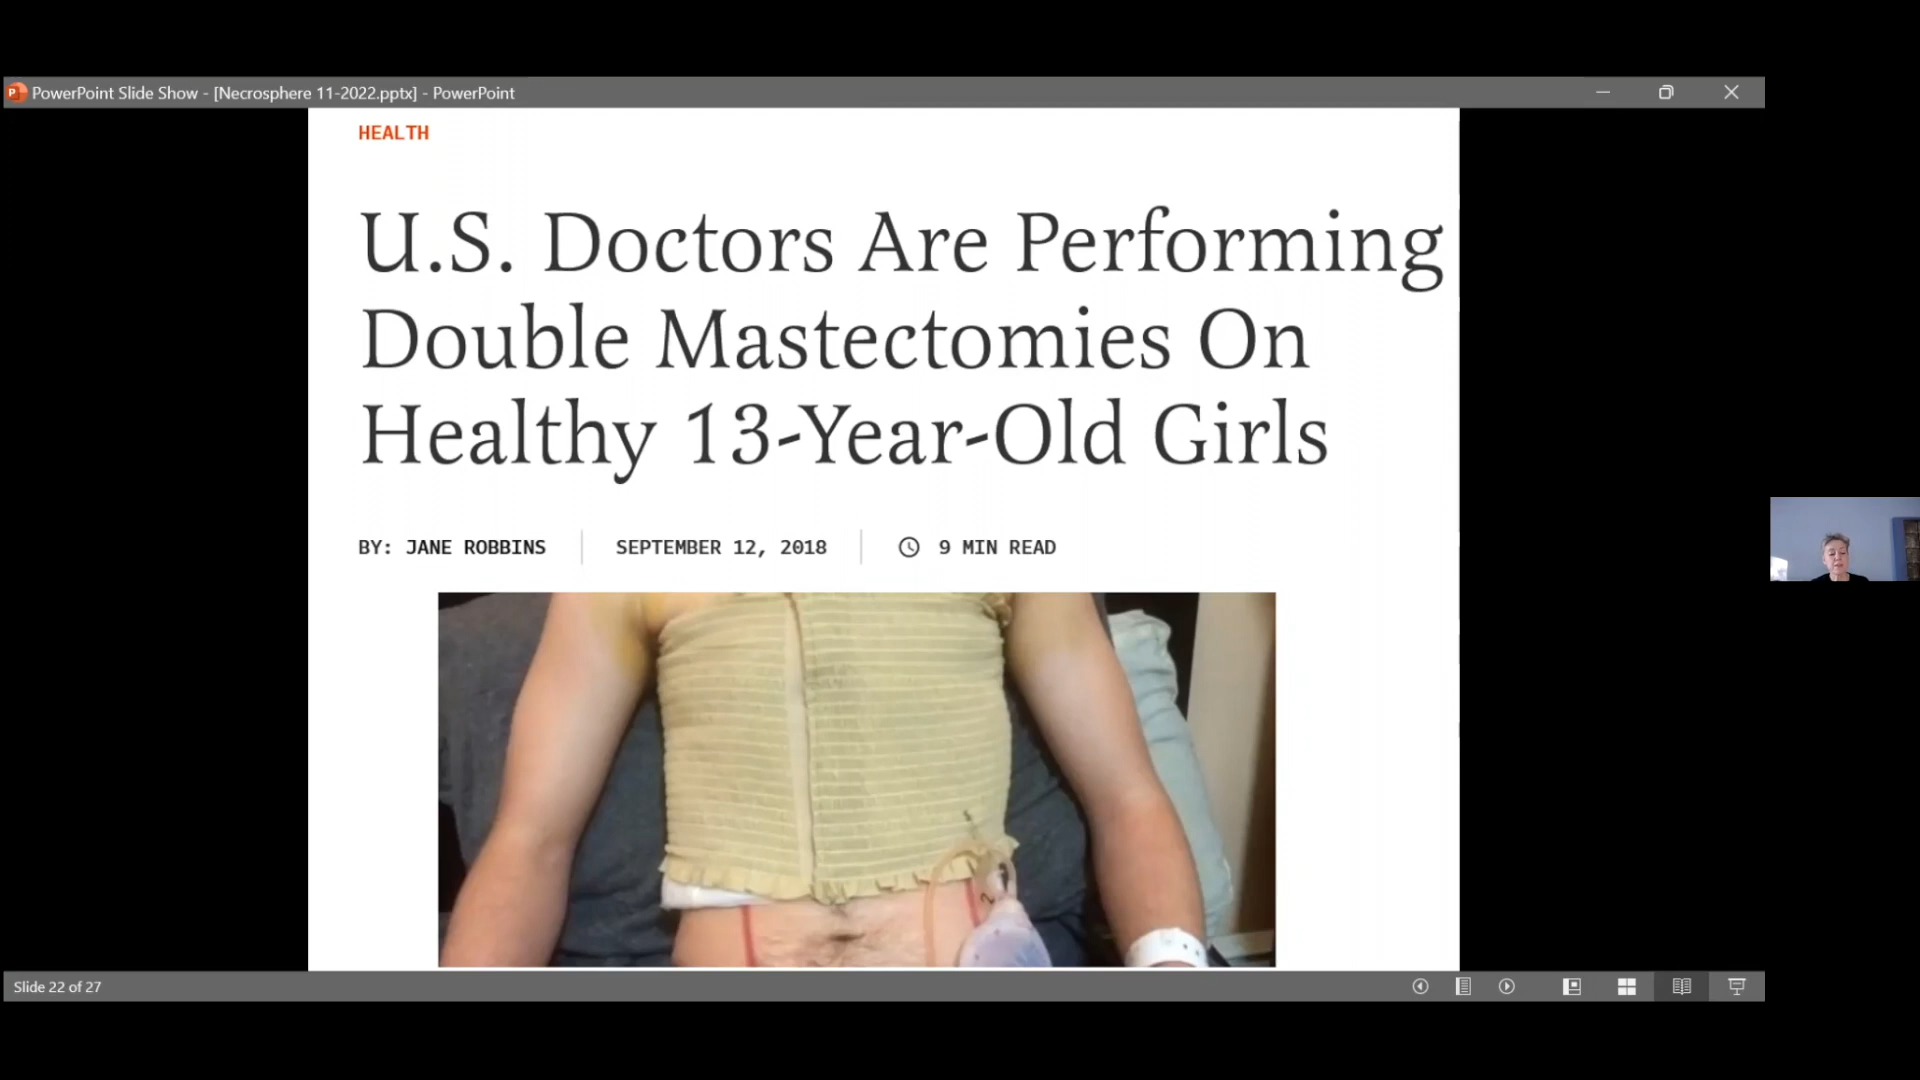 PowerPoint Slide Show - [Necrosphere 11-2022.pptx] - PowerPoint
HEALTH
U.S. Doctors Are Performing
Double Mastectomies On
Healthy 13-Year-Old Girls
BY: JANE ROBBINS SEPTEMBER 12, 2018 9 MIN READ
Slide 22 of 27